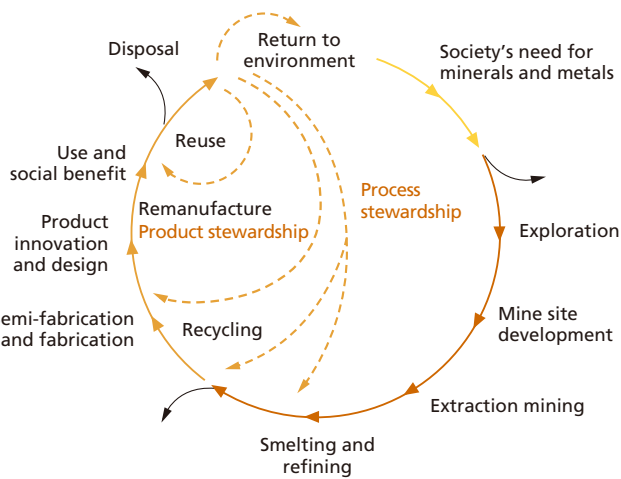 Return to
environment
Society's need for
minerals and metals
Disposal
Reuse
Use and
social benefit
Process
stewardship
Remanufacture
Product stewardship
Product
innovation
and design
Exploration
emi-fabrication
and fabrication
Recycling
Mine site
development
Extraction mining
Smelting and
refining